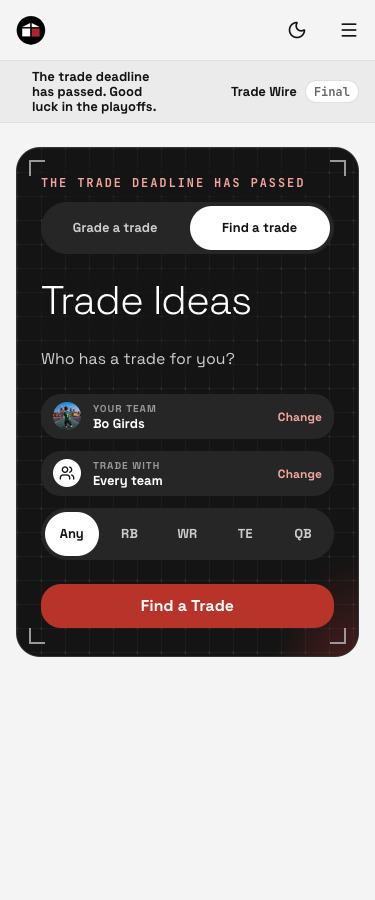 The trade deadline
has passed. Good
luck in the playoffs.
Trade Wire Final
THE TRADE DEADLINE HAS PASSED
Grade a trade Find a trade
Trade Ideas
Who has a trade for you?
YOUR TEAM
Bo Girds
Change
TRADE WITH
Every team
Change
Any RB WR TE QB
Find a Trade